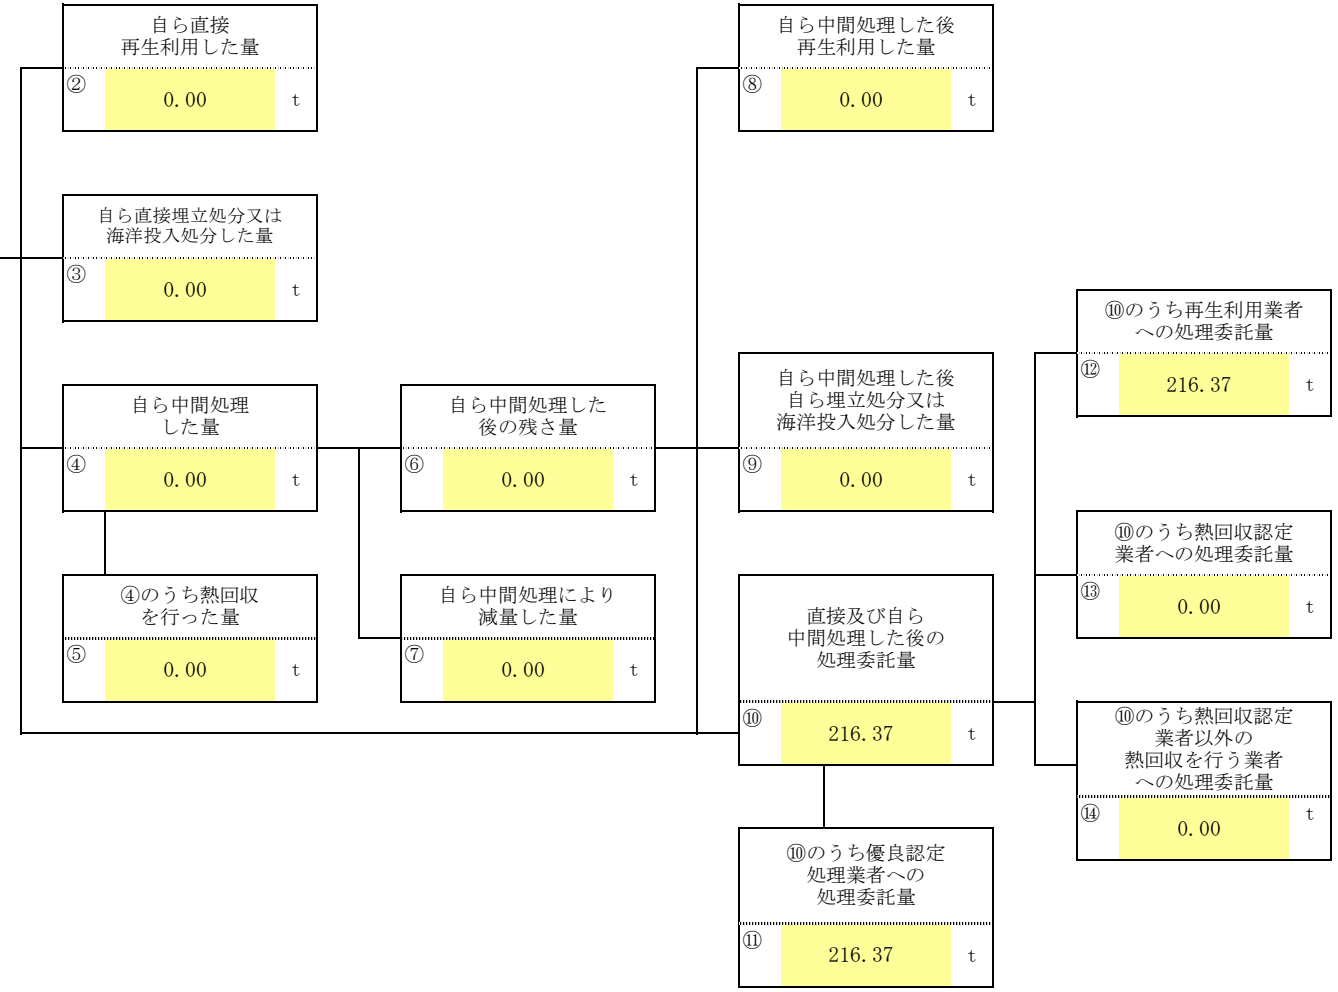 自ら直接
再生利用した量
②
0.00
t
自ら直接埋立処分又は
海洋投入処分した量
③
0.00
t
自ら中間処理
した量
④
0.00
t
④のうち熱回収
を行った量
⑤
0.00
t
自ら中間処理した
後の残さ量
⑥
0.00
t
自ら中間処理により
減量した量
⑦
0.00
t
自ら中間処理した後
再生利用した量
⑧
0.00
t
自ら中間処理した後
自ら埋立処分又は
海洋投入処分した量
⑨
0.00
t
直接及び自ら
中間処理した後の
処理委託量
⑩
216.37
t
⑩のうち優良認定
処理業者への
処理委託量
⑪
216.37
t
⑩のうち再生利用業者
への処理委託量
⑫
216.37
t
⑩のうち熱回収認定
業者への処理委託量
⑬
0.00
t
⑩のうち熱回収認定
業者以外の
熱回収を行う業者
への処理委託量
⑭
0.00
t